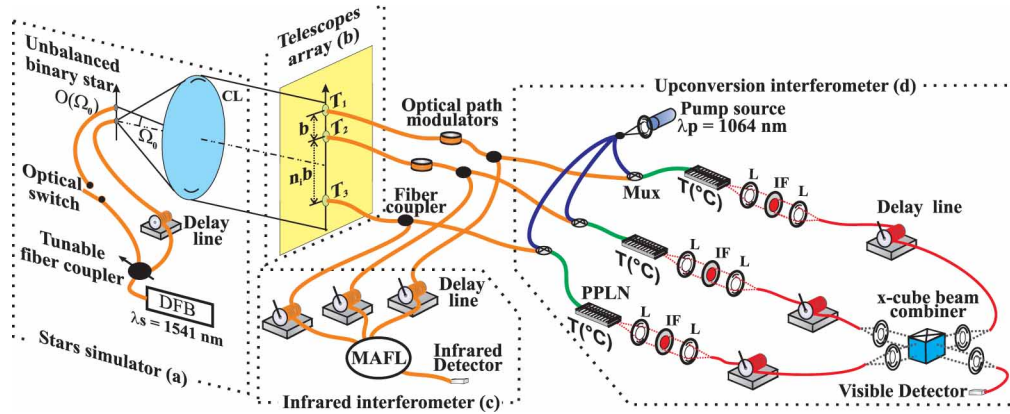 Unbalanced
binary star
O(Ω₀)
CL
Ω₀
Optical
switch
Delay
line
Tunable
fiber coupler
DFB
λs = 1541 nm
Stars simulator (a)
Telescopes
array (b)
T₁
b
T₂
n₁b
T₃
Optical path
modulators
Fiber
coupler
Delay
line
MAFL
Infrared
Detector
Infrared interferometer (c)
Upconversion interferometer (d)
Pump source
λp = 1064 nm
Mux
T(°C)
L
IF
L
Delay line
T(°C)
L
IF
L
PPLN
T(°C)
L
IF
L
x-cube beam
combiner
Visible Detector